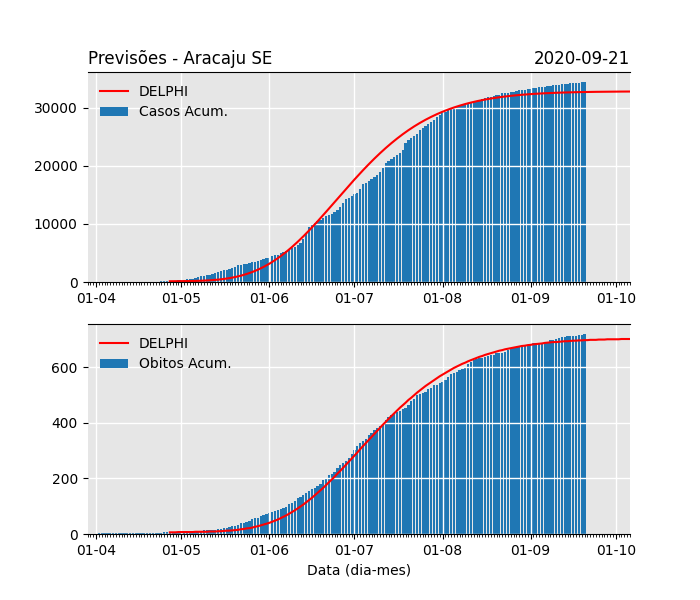 Previsões - Aracaju SE 2020-09-21
DELPHI
Casos Acum.
30000
20000
10000
0
01-04 01-05 01-06 01-07 01-08 01-09 01-10
DELPHI
Obitos Acum.
600
400
200
0
01-04 01-05 01-06 01-07 01-08 01-09 01-10
Data (dia-mes)